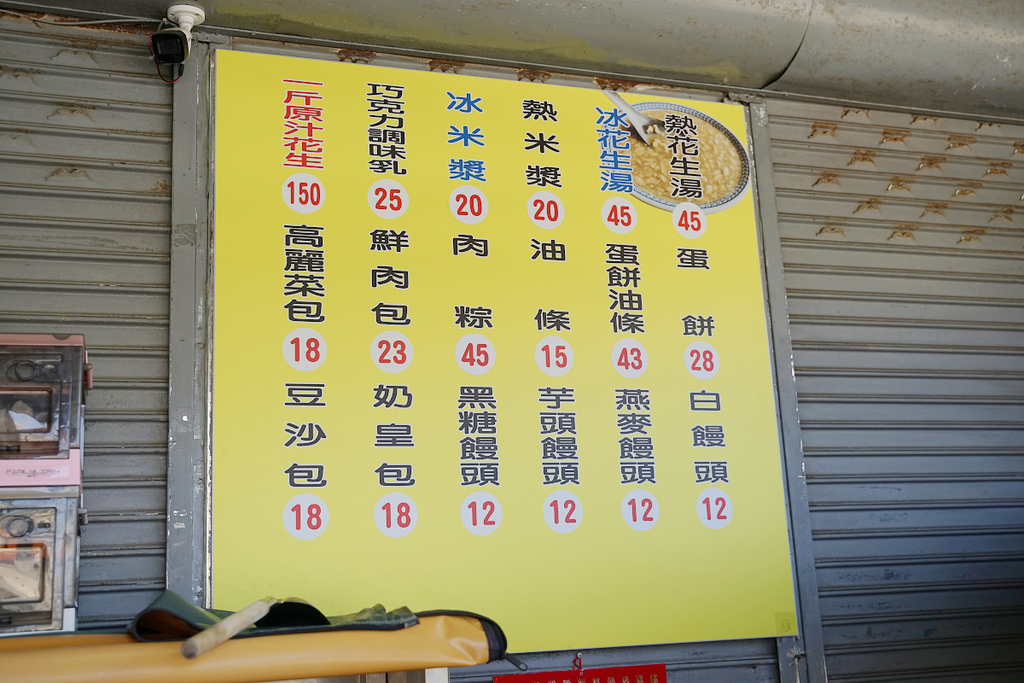 熱花生湯 45
冰花生湯 45
熱米漿 20
冰米漿 20
巧克力調味乳 25
一斤原汁花生 150
蛋餅 28
蛋餅油條 43
油條 15
肉粽 45
鮮肉包 23
高麗菜包 18
白饅頭 12
燕麥饅頭 12
芋頭饅頭 12
黑糖饅頭 12
奶皇包 18
豆沙包 18